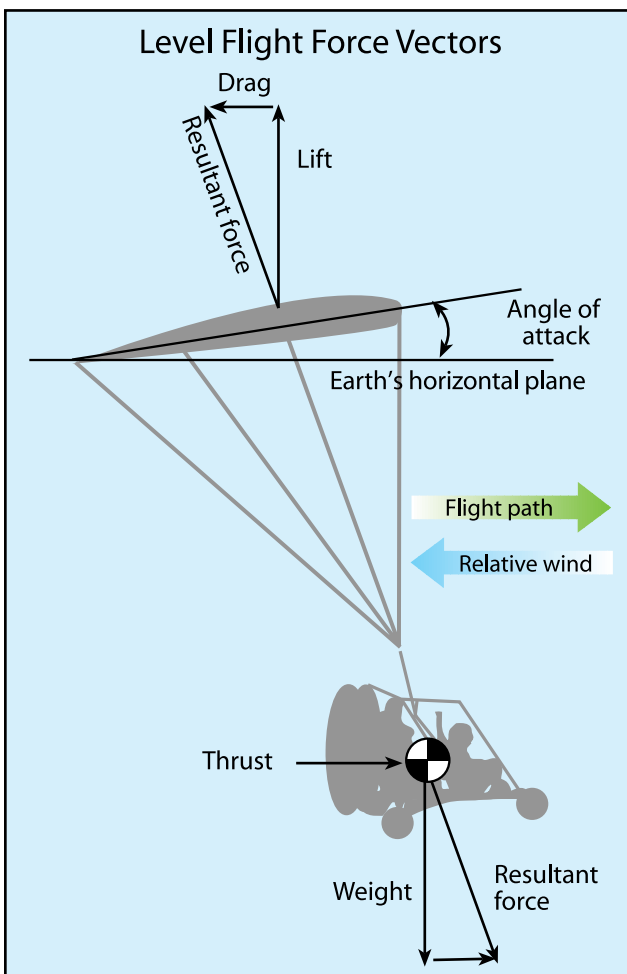 Level Flight Force Vectors
Drag
Resultant force
Lift
Angle of
attack
Earth’s horizontal plane
Flight path
Relative wind
Thrust
Weight
Resultant
force